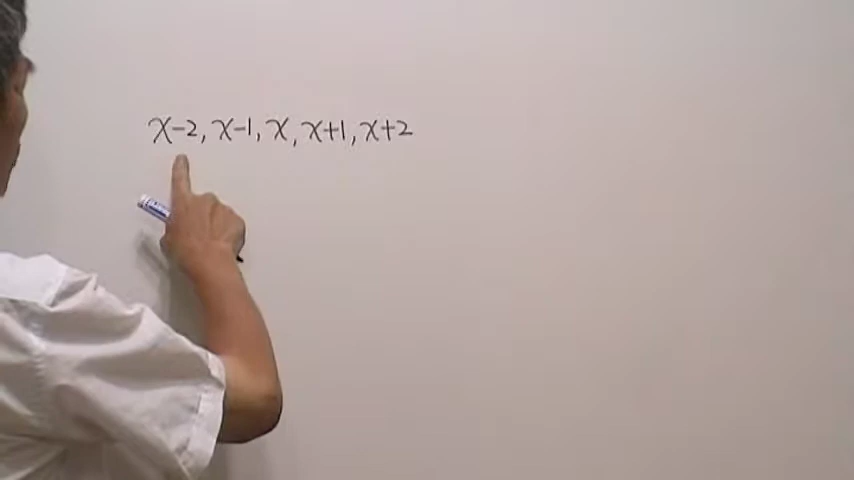 x-2, x-1, x, x+1, x+2